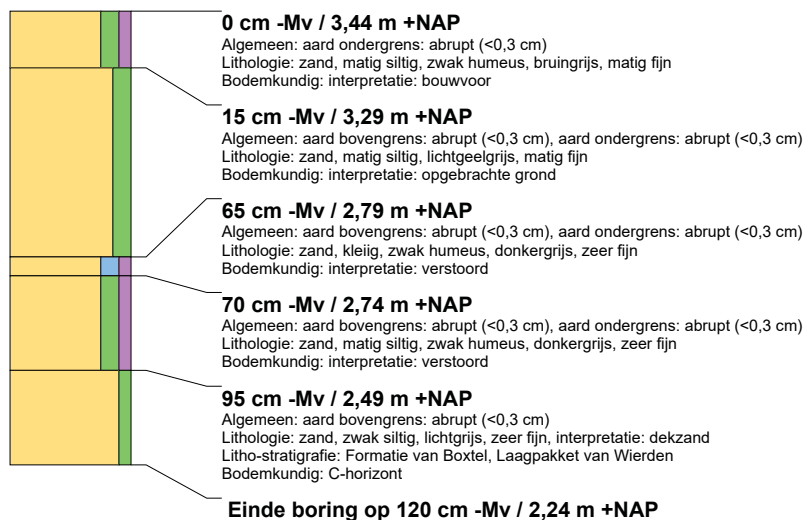 0 cm -Mv / 3,44 m +NAP
Algemeen: aard ondergrens: abrupt (<0,3 cm)
Lithologie: zand, matig siltig, zwak humeus, bruingrijs, matig fijn
Bodemkundig: interpretatie: bouwvoor
15 cm -Mv / 3,29 m +NAP
Algemeen: aard bovengrens: abrupt (<0,3 cm), aard ondergrens: abrupt (<0,3 cm)
Lithologie: zand, matig siltig, lichtgeelgrijs, matig fijn
Bodemkundig: interpretatie: opgebrachte grond
65 cm -Mv / 2,79 m +NAP
Algemeen: aard bovengrens: abrupt (<0,3 cm), aard ondergrens: abrupt (<0,3 cm)
Lithologie: zand, kleiig, zwak humeus, donkergrijs, zeer fijn
Bodemkundig: interpretatie: verstoord
70 cm -Mv / 2,74 m +NAP
Algemeen: aard bovengrens: abrupt (<0,3 cm), aard ondergrens: abrupt (<0,3 cm)
Lithologie: zand, matig siltig, zwak humeus, donkergrijs, zeer fijn
Bodemkundig: interpretatie: verstoord
95 cm -Mv / 2,49 m +NAP
Algemeen: aard bovengrens: abrupt (<0,3 cm)
Lithologie: zand, zwak siltig, lichtgrijs, zeer fijn, interpretatie: dekzand
Litho-stratigrafie: Formatie van Boxtel, Laagpakket van Wierden
Bodemkundig: C-horizont
Einde boring op 120 cm -Mv / 2,24 m +NAP